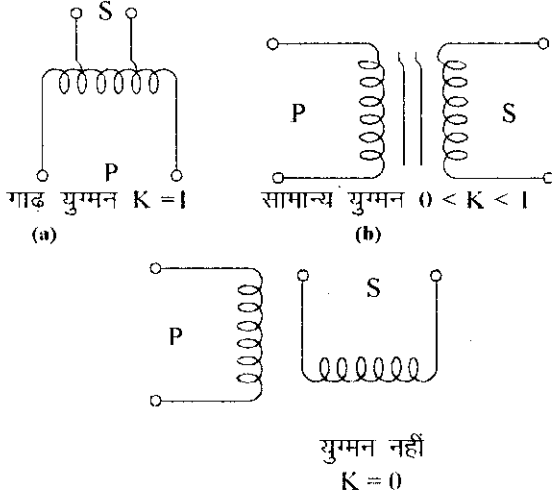 S
P
गाढ़ युग्मन K = 1
(a)
P
S
सामान्य युग्मन 0 < K < 1
(b)
P
S
युग्मन नहीं
K = 0